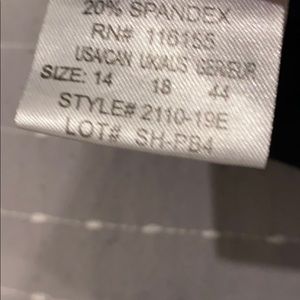 20% SPANDEX
RN# 116155
USA/CAN UK/AUS GER/EUR
SIZE: 14 18 44
STYLE# 2110-19E
LOT# SH-PB4